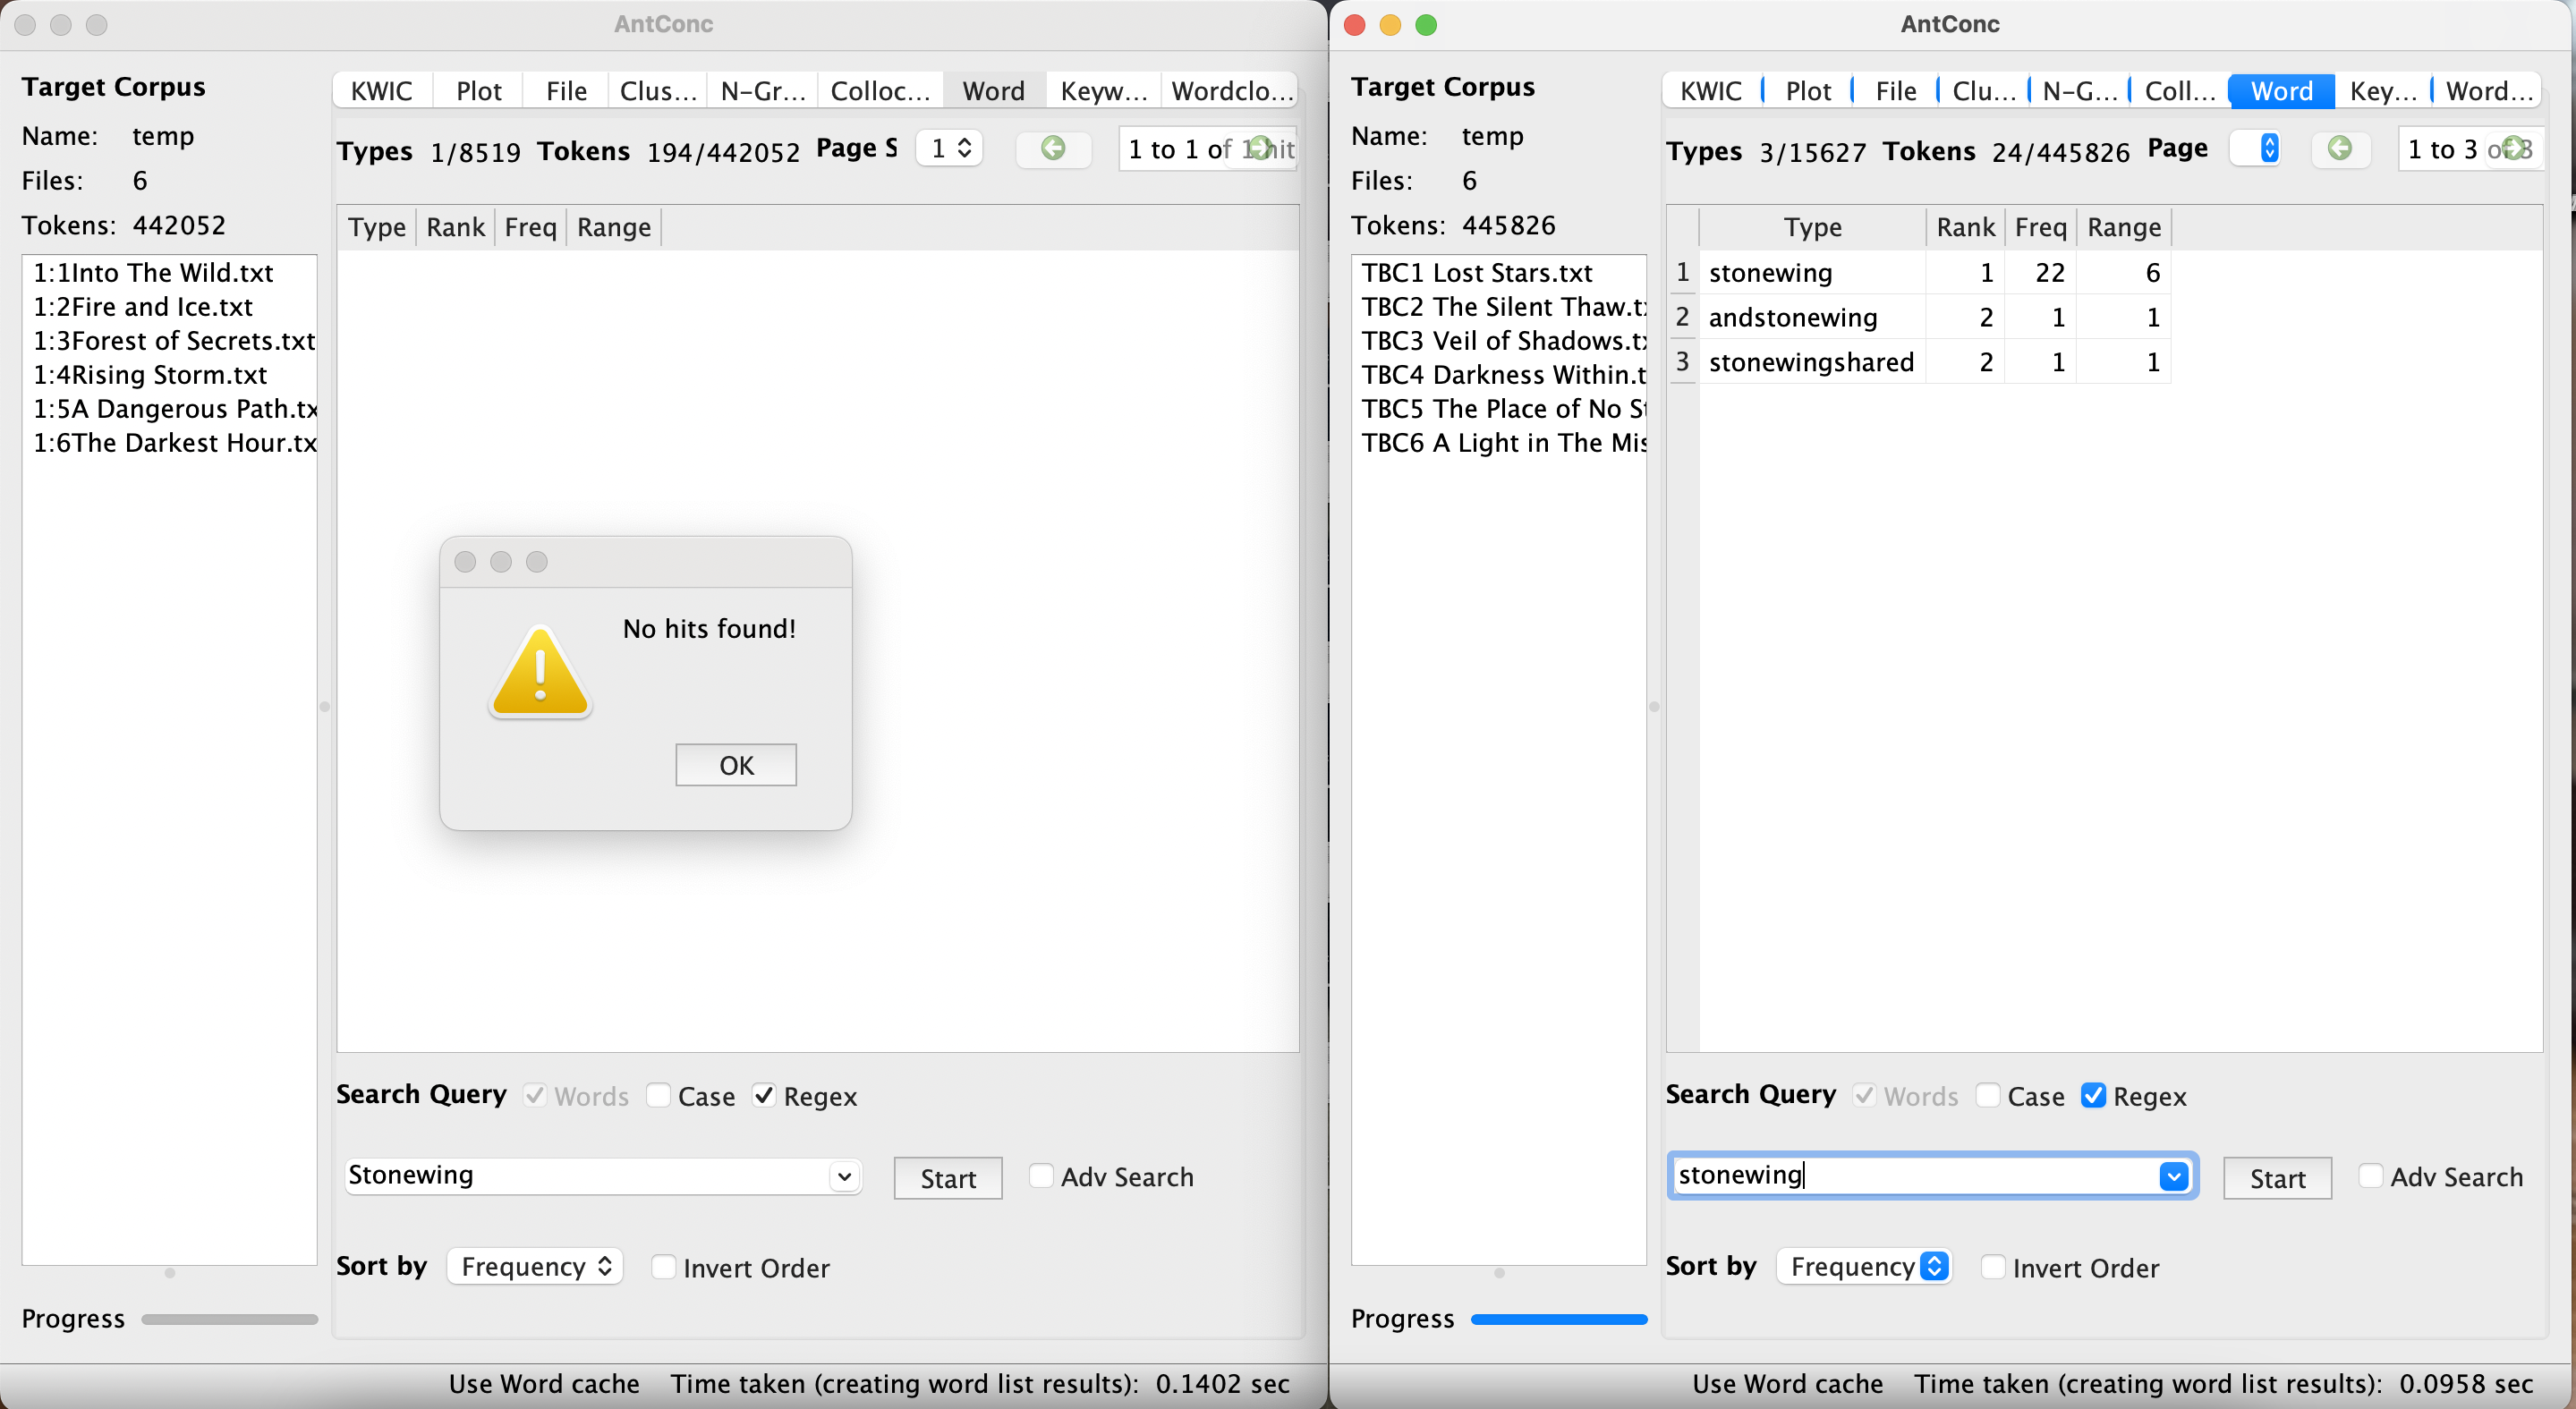 AntConc
Target Corpus
Name: temp
Files: 6
Tokens: 442052
1:1Into The Wild.txt
1:2Fire and Ice.txt
1:3Forest of Secrets.txt
1:4Rising Storm.txt
1:5A Dangerous Path.tx
1:6The Darkest Hour.tx
Progress
KWIC Plot File Clus... N-Gr... Colloc... Word Keyw... Wordclo...
Types 1/8519 Tokens 194/442052 Page S 1 1 to 1 of 1 hit
Type Rank Freq Range
No hits found!
OK
Search Query Words Case Regex
Stonewing Start Adv Search
Sort by Frequency Invert Order
Use Word cache Time taken (creating word list results): 0.1402 sec
AntConc
Target Corpus
Name: temp
Files: 6
Tokens: 445826
TBC1 Lost Stars.txt
TBC2 The Silent Thaw.tx
TBC3 Veil of Shadows.tx
TBC4 Darkness Within.t
TBC5 The Place of No St
TBC6 A Light in The Mis
Progress
KWIC Plot File Clu... N-G... Coll... Word Key... Word...
Types 3/15627 Tokens 24/445826 Page 1 to 3 of 3
Type Rank Freq Range
1 stonewing 1 22 6
2 andstonewing 2 1 1
3 stonewingshared 2 1 1
Search Query Words Case Regex
stonewing Start Adv Search
Sort by Frequency Invert Order
Use Word cache Time taken (creating word list results): 0.0958 sec